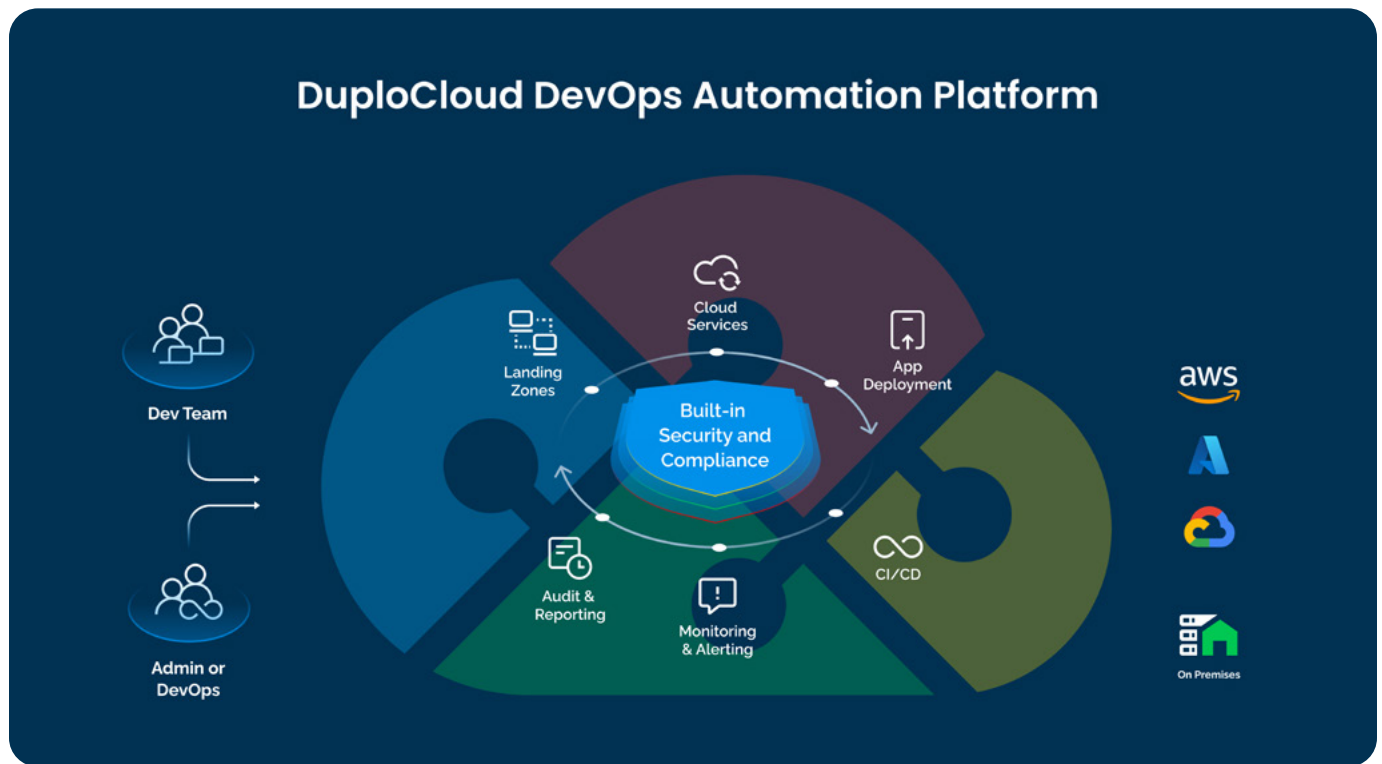 DuploCloud DevOps Automation Platform
Cloud
Services
Landing
Zones
App
Deployment
Built-in
Security and
Compliance
Dev Team
aws
CI/CD
Audit &
Reporting
Monitoring
& Alerting
Admin or
DevOps
On Premises